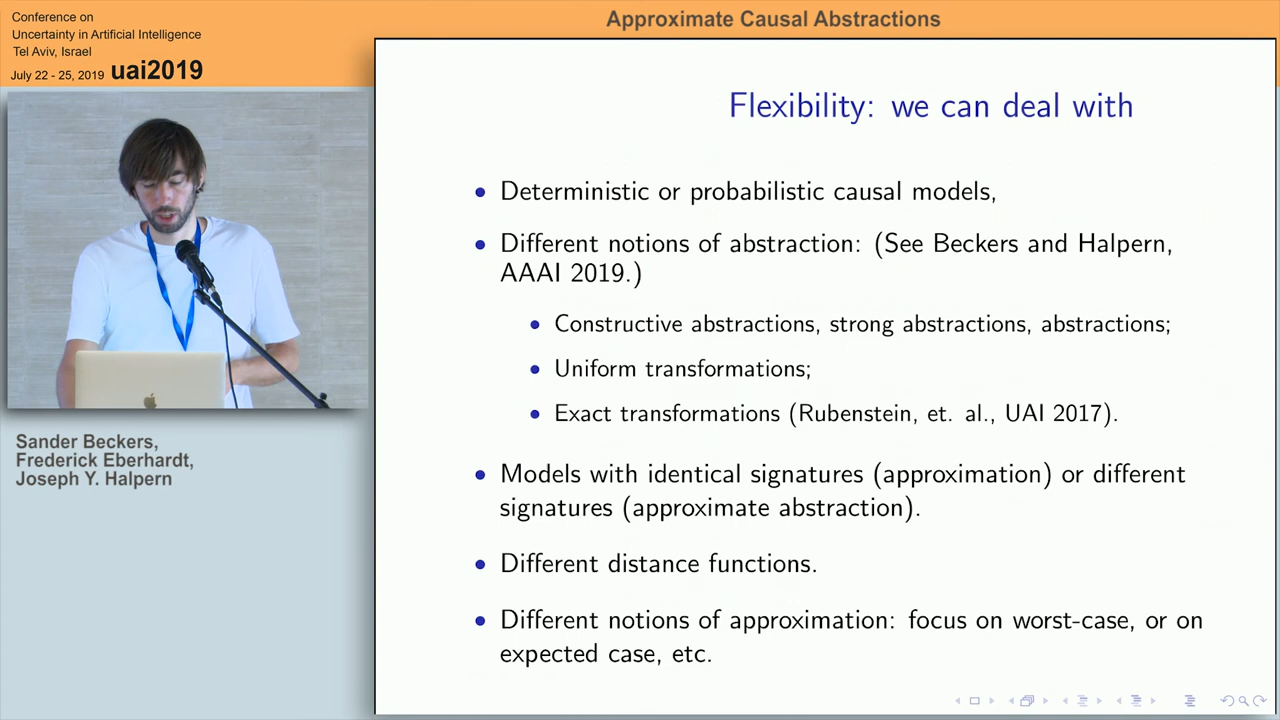 Conference on
Uncertainty in Artificial Intelligence
Tel Aviv, Israel
July 22 - 25, 2019 uai2019
Approximate Causal Abstractions
Flexibility: we can deal with
• Deterministic or probabilistic causal models,
• Different notions of abstraction: (See Beckers and Halpern,
AAAI 2019.)
• Constructive abstractions, strong abstractions, abstractions;
• Uniform transformations;
• Exact transformations (Rubenstein, et. al., UAI 2017).
• Models with identical signatures (approximation) or different
signatures (approximate abstraction).
• Different distance functions.
• Different notions of approximation: focus on worst-case, or on
expected case, etc.
Sander Beckers,
Frederick Eberhardt,
Joseph Y. Halpern